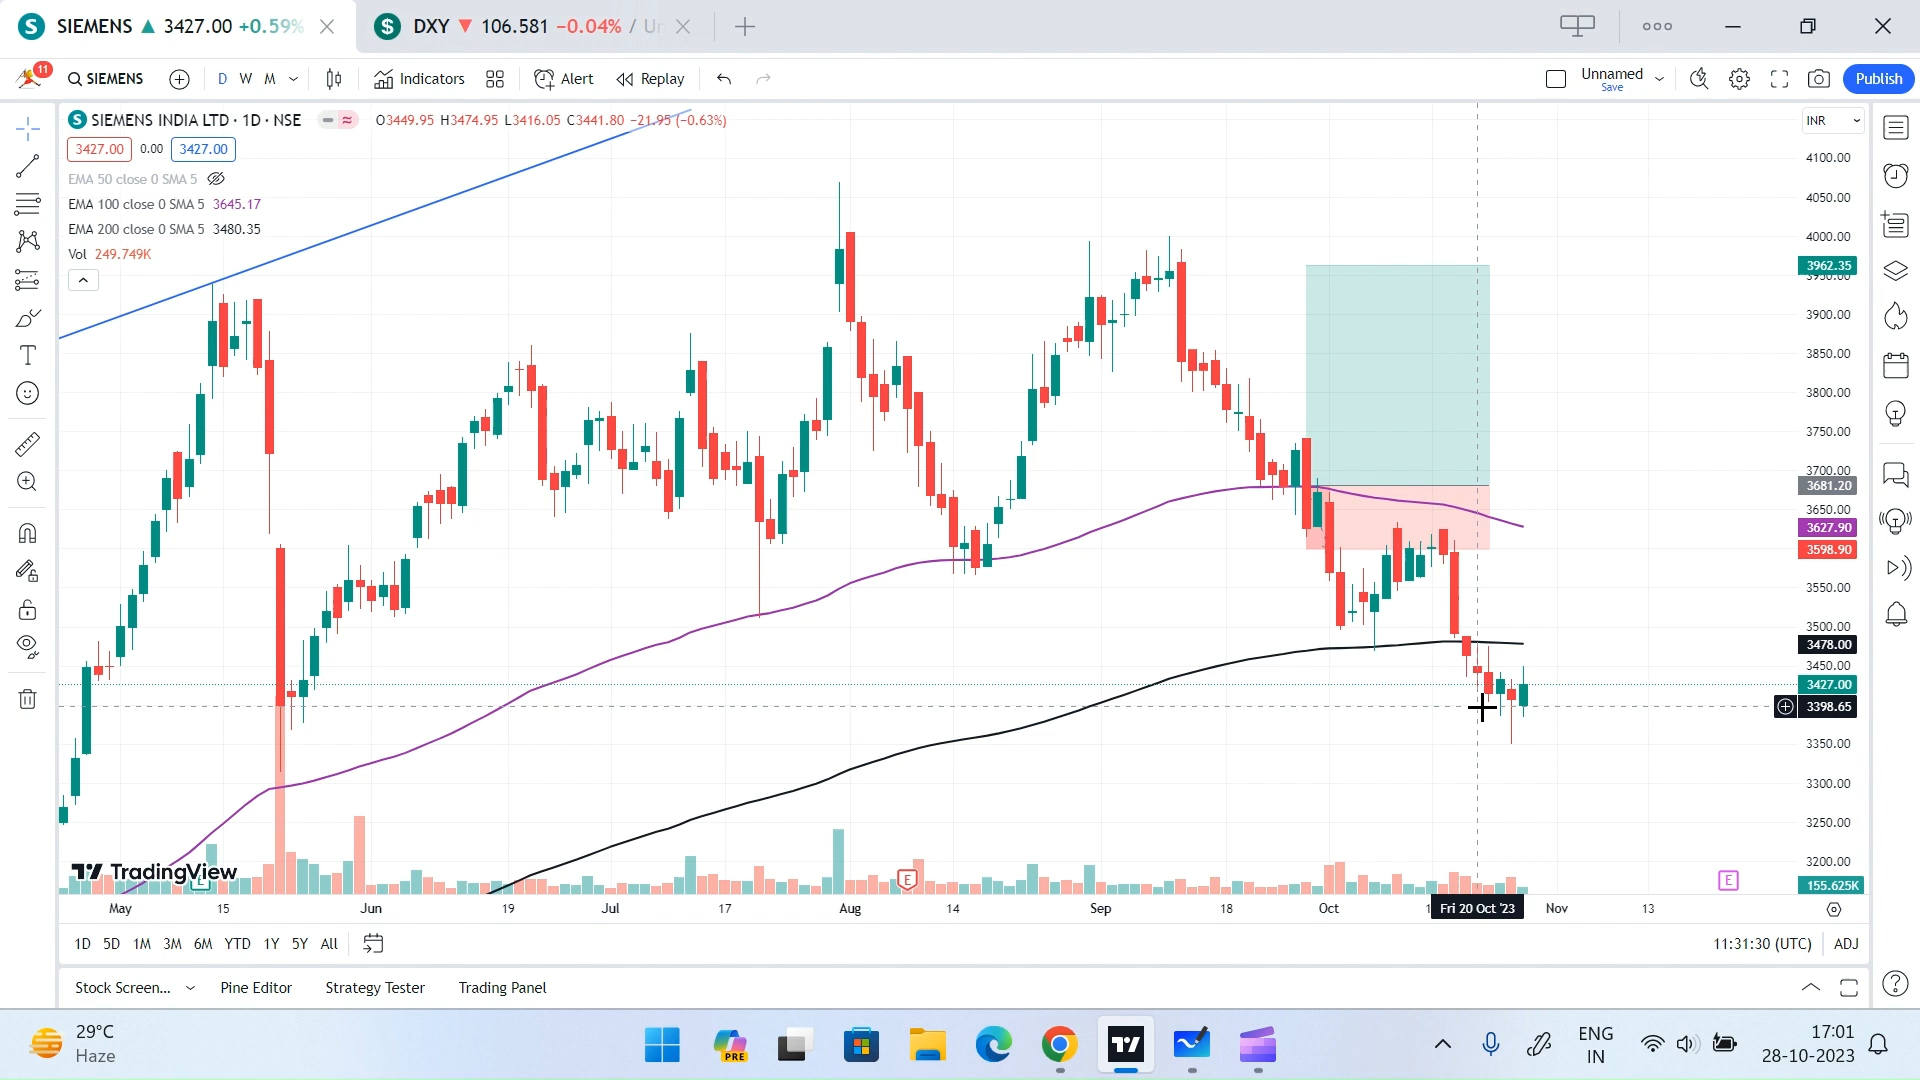 SIEMENS ▲ 3427.00 +0.59%
DXY ▼ 106.581 −0.04% / Un
11
SIEMENS
D W M
Indicators
Alert
Replay
Unnamed
Save
Publish
SIEMENS INDIA LTD · 1D · NSE
O3449.95 H3474.95 L3416.05 C3441.80 −21.95 (−0.63%)
INR
3427.00 0.00 3427.00
EMA 50 close 0 SMA 5
EMA 100 close 0 SMA 5 3645.17
EMA 200 close 0 SMA 5 3480.35
Vol 249.749K
4100.00
4050.00
4000.00
3962.35
3950.00
3900.00
3850.00
3800.00
3750.00
3700.00
3681.20
3650.00
3627.90
3598.90
3550.00
3500.00
3478.00
3450.00
3427.00
3398.65
3350.00
3300.00
3250.00
3200.00
155.625K
TradingView
E
E
E
May 15 Jun 19 Jul 17 Aug 14 Sep 18 Oct Fri 20 Oct '23 Nov 13
1D 5D 1M 3M 6M YTD 1Y 5Y All
11:31:30 (UTC) ADJ
Stock Screen... Pine Editor Strategy Tester Trading Panel
29°C
Haze
PRE
ENG
IN
17:01
28-10-2023